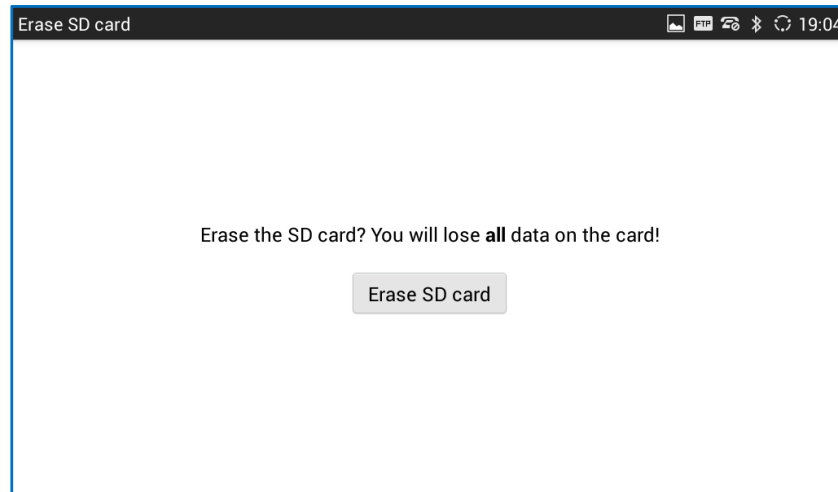 Erase SD card
FTP
19:04
Erase the SD card? You will lose all data on the card!
Erase SD card